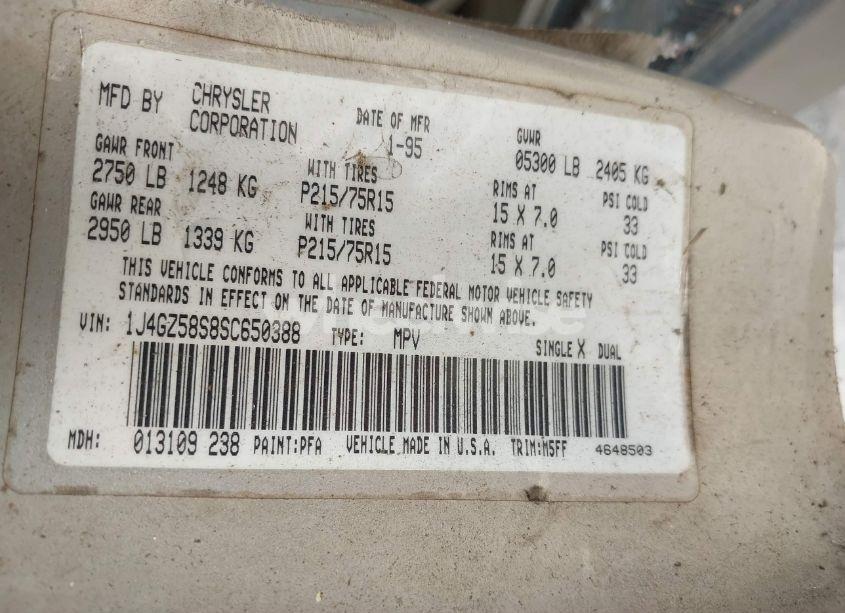 MFD BY CHRYSLER CORPORATION DATE OF MFR 1-95 GVWR 05300 LB 2405 KG
GAWR FRONT WITH TIRES RIMS AT PSI COLD
2750 LB 1248 KG P215/75R15 15 X 7.0 33
GAWR REAR WITH TIRES RIMS AT PSI COLD
2950 LB 1339 KG P215/75R15 15 X 7.0 33
THIS VEHICLE CONFORMS TO ALL APPLICABLE FEDERAL MOTOR VEHICLE SAFETY
STANDARDS IN EFFECT ON THE DATE OF MANUFACTURE SHOWN ABOVE.
VIN: 1J4GZ58S8SC650388 TYPE: MPV SINGLE X DUAL
MDH: 013109 238 PAINT:PFA VEHICLE MADE IN U.S.A. TRIM:M5FF 4648503